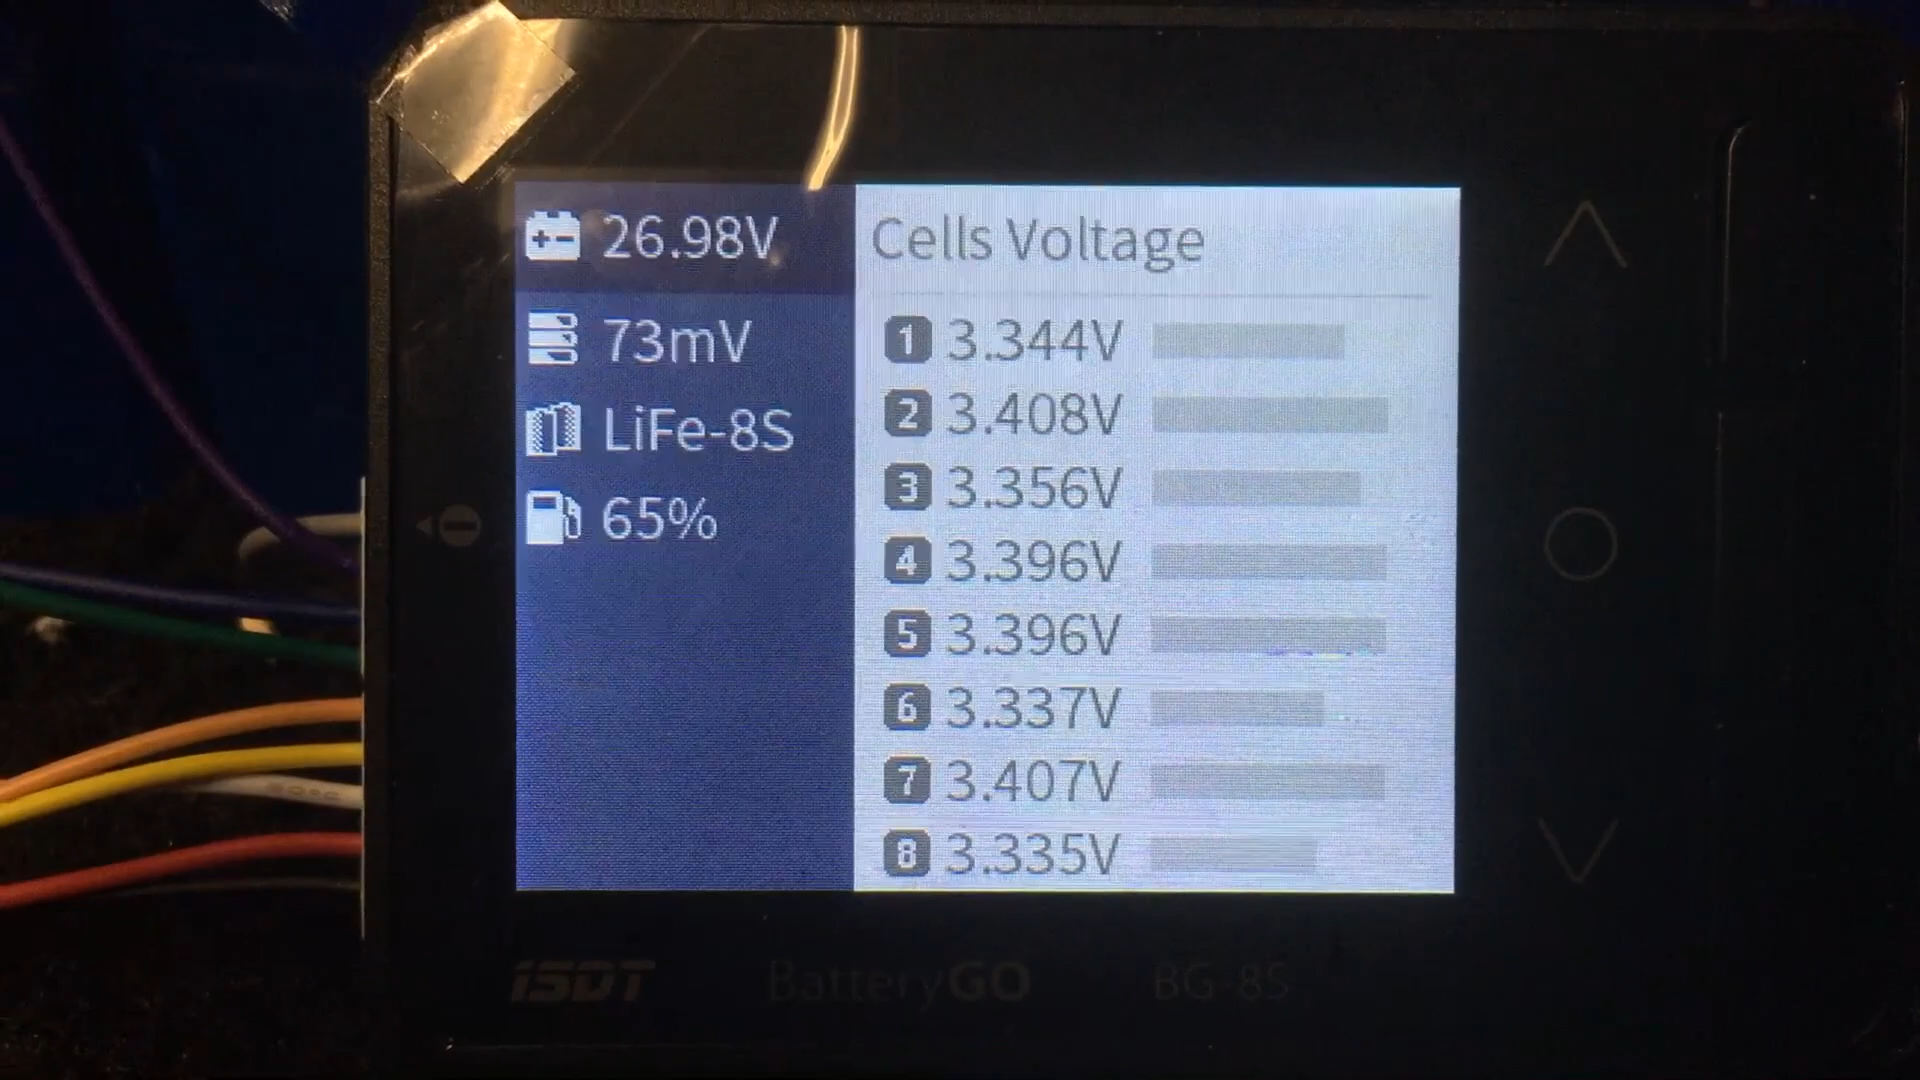 26.98V
73mV
LiFe-8S
65%
Cells Voltage
1 3.344V
2 3.408V
3 3.356V
4 3.396V
5 3.396V
6 3.337V
7 3.407V
8 3.335V
iSDT BatteryGO BG-8S